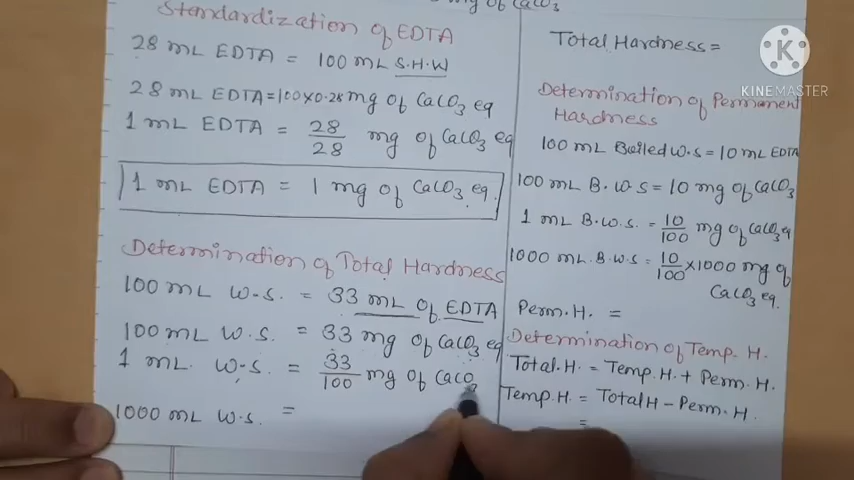 mg of CaCO3
Standardization of EDTA
28 mL EDTA = 100 mL S.H.W
28 mL EDTA = 100×0.28 mg of CaCO3 eq
1 mL EDTA = 28/28 mg of CaCO3 eq
1 mL EDTA = 1 mg of CaCO3 eq.
Determination of Total Hardness
100 mL W.S. = 33 mL of EDTA
100 mL W.S. = 33 mg of CaCO3 eq
1 mL W.S. = 33/100 mg of CaCO3
1000 mL W.S. =
Total Hardness =
Determination of Permanent
Hardness
100 mL Boiled W.S = 10 mL EDTA
100 mL B.W.S = 10 mg of CaCO3
1 mL B.W.S. = 10/100 mg of CaCO3 eq
1000 mL B.W.S = 10/100 ×1000 mg of
CaCO3 eq.
Perm.H. =
Determination of Temp. H.
Total.H. = Temp.H. + Perm.H.
Temp.H. = Total H – Perm.H.
=
K
KINEMASTER